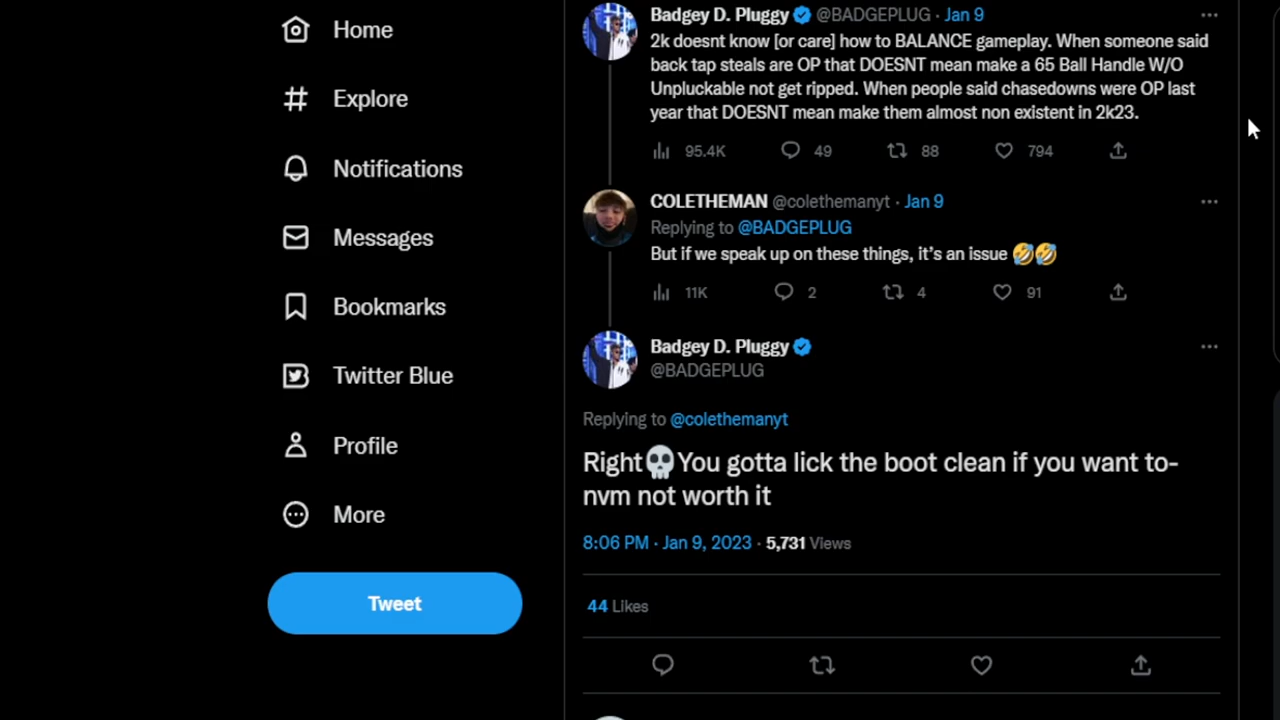 Home
Explore
Notifications
Messages
Bookmarks
Twitter Blue
Profile
More
Tweet
Badgey D. Pluggy @BADGEPLUG · Jan 9
2k doesnt know [or care] how to BALANCE gameplay. When someone said
back tap steals are OP that DOESNT mean make a 65 Ball Handle W/O
Unpluckable not get ripped. When people said chasedowns were OP last
year that DOESNT mean make them almost non existent in 2k23.
95.4K 49 88 794
COLETHEMAN @colethemanyt · Jan 9
Replying to @BADGEPLUG
But if we speak up on these things, it's an issue 🤣🤣
11K 2 4 91
Badgey D. Pluggy
@BADGEPLUG
Replying to @colethemanyt
Right💀You gotta lick the boot clean if you want to-
nvm not worth it
8:06 PM · Jan 9, 2023 · 5,731 Views
44 Likes